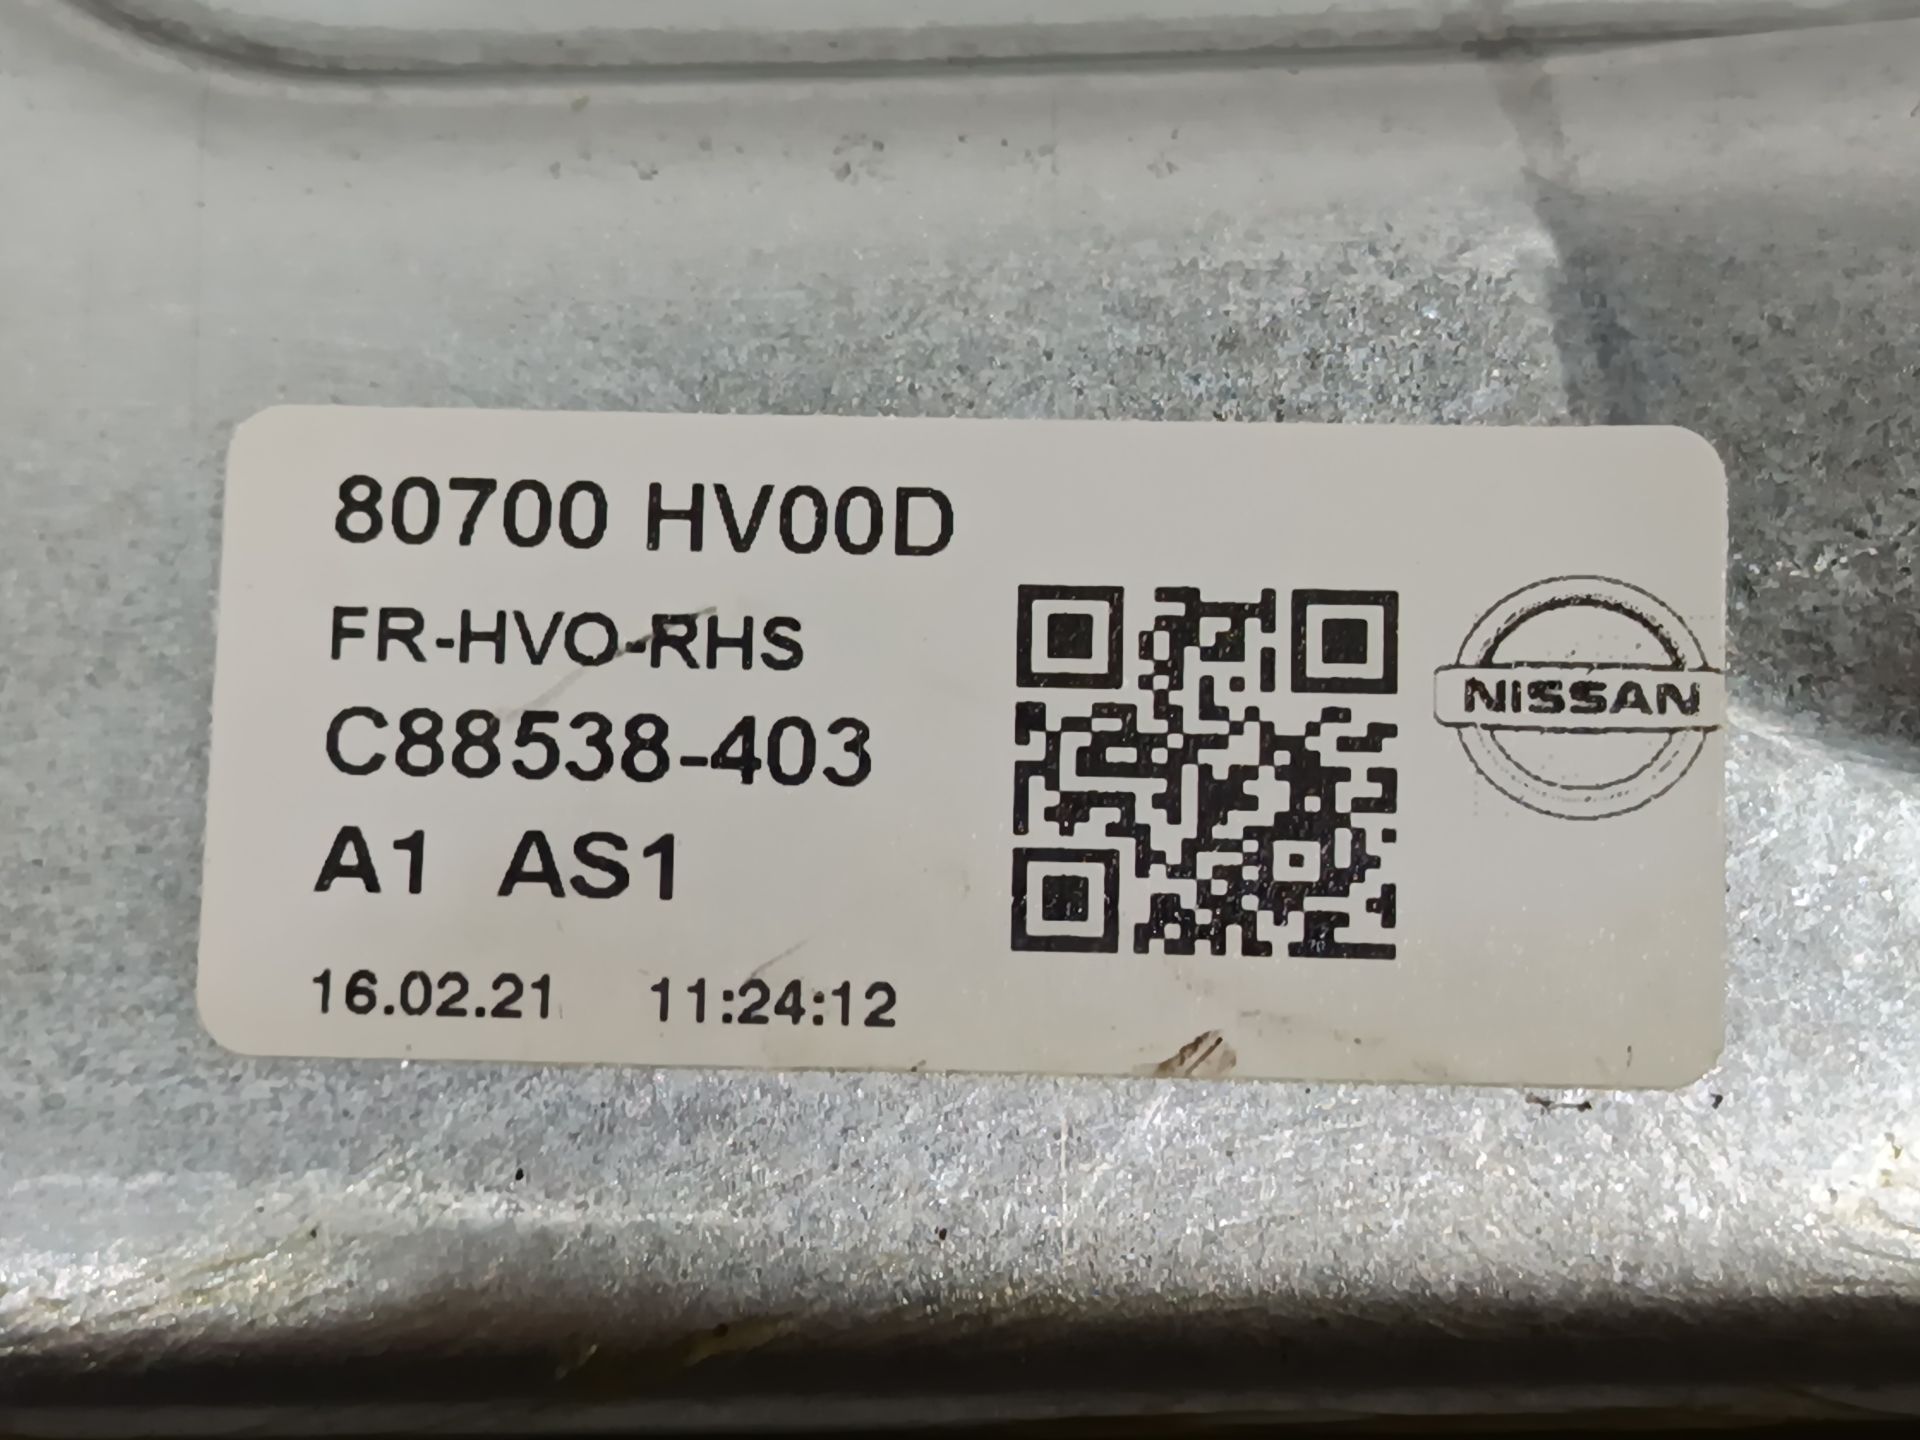 80700 HV00D
FR-HVO-RHS
C88538-403
A1 AS1
16.02.21 11:24:12
NISSAN